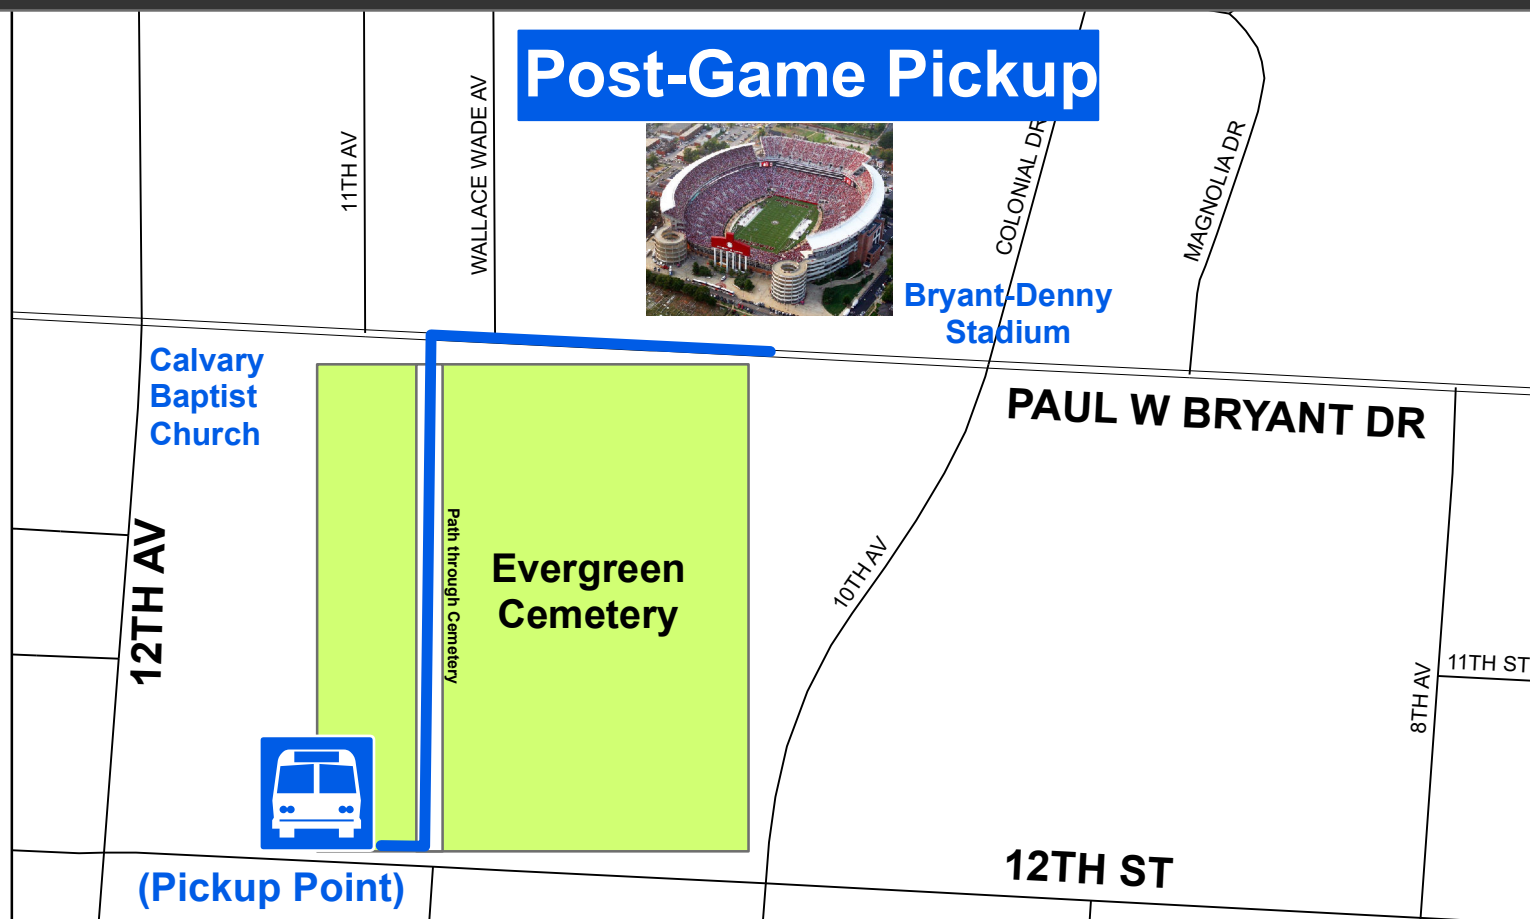 Post-Game Pickup
11TH AV
WALLACE WADE AV
COLONIAL DR
MAGNOLIA DR
Bryant-Denny
Stadium
Calvary
Baptist
Church
PAUL W BRYANT DR
12TH AV
Path through Cemetery
Evergreen
Cemetery
10TH AV
8TH AV
11TH ST
12TH ST
(Pickup Point)